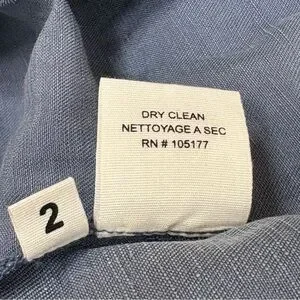 DRY CLEAN
NETTOYAGE A SEC
RN # 105177
2